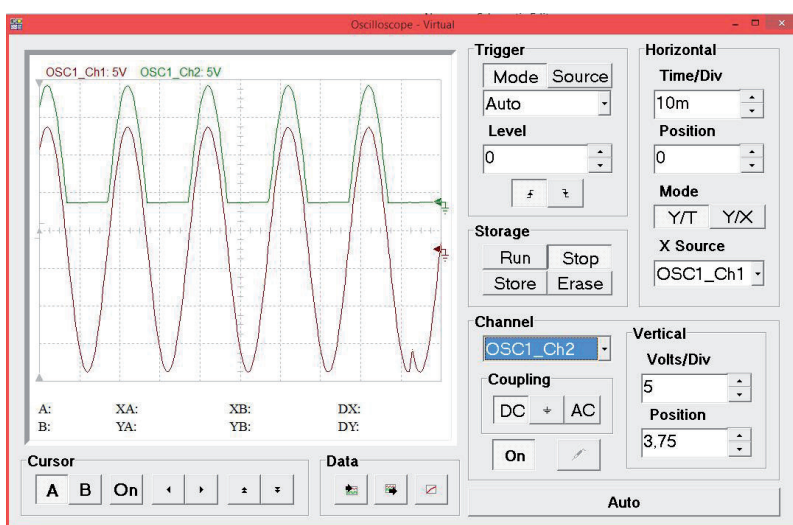 Oscilloscope - Virtual
OSC1_Ch1: 5V OSC1_Ch2: 5V
A: XA: XB: DX:
B: YA: YB: DY:
Cursor
A B On
Data
Trigger
Mode Source
Auto
Level
0
Storage
Run Stop
Store Erase
Horizontal
Time/Div
10m
Position
0
Mode
Y/T Y/X
X Source
OSC1_Ch1
Channel
OSC1_Ch2
Coupling
DC AC
On
Vertical
Volts/Div
5
Position
3,75
Auto